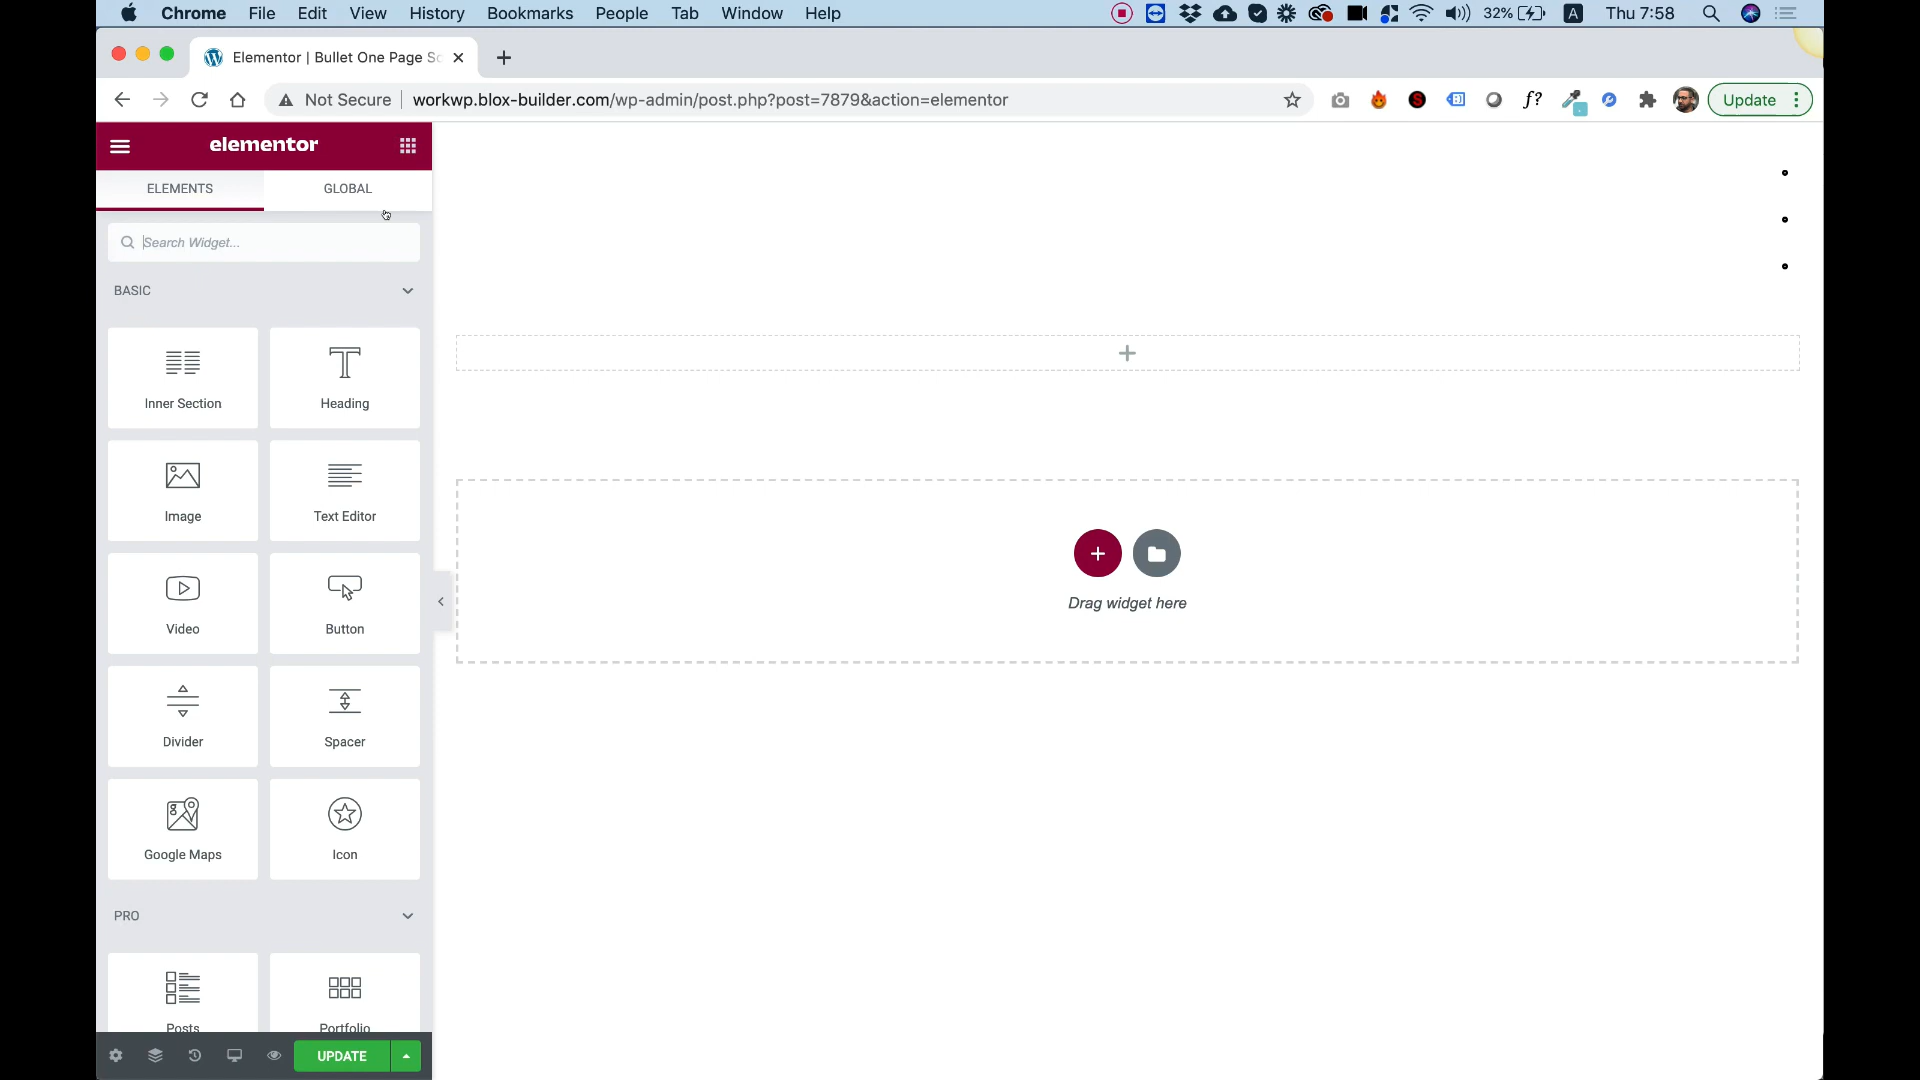 Chrome File Edit View History Bookmarks People Tab Window Help 32% A Thu 7:58
Elementor | Bullet One Page Sc
Not Secure workwp.blox-builder.com/wp-admin/post.php?post=7879&action=elementor S f? Update
elementor
ELEMENTS GLOBAL
Search Widget...
BASIC
Inner Section Heading
Image Text Editor
Video Button
Drag widget here
Divider Spacer
Google Maps Icon
PRO
Posts Portfolio
UPDATE